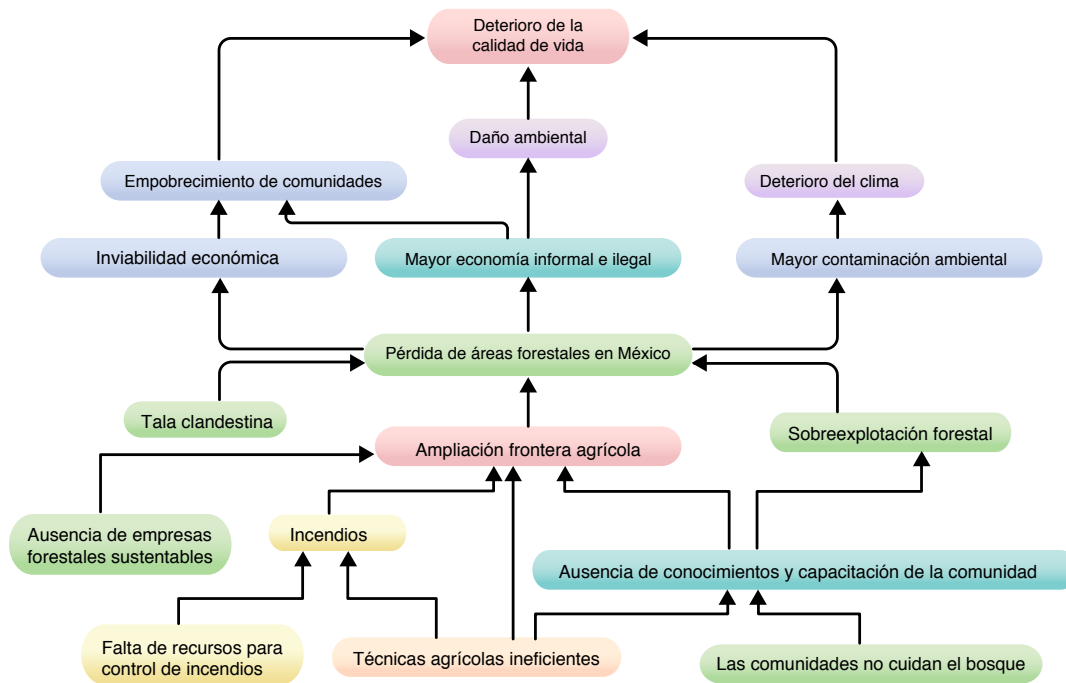 Deterioro de la
calidad de vida
Daño ambiental
Empobrecimiento de comunidades
Deterioro del clima
Inviabilidad económica
Mayor economía informal e ilegal
Mayor contaminación ambiental
Pérdida de áreas forestales en México
Tala clandestina
Sobreexplotación forestal
Ampliación frontera agrícola
Ausencia de empresas
forestales sustentables
Incendios
Ausencia de conocimientos y capacitación de la comunidad
Falta de recursos para
control de incendios
Técnicas agrícolas ineficientes
Las comunidades no cuidan el bosque